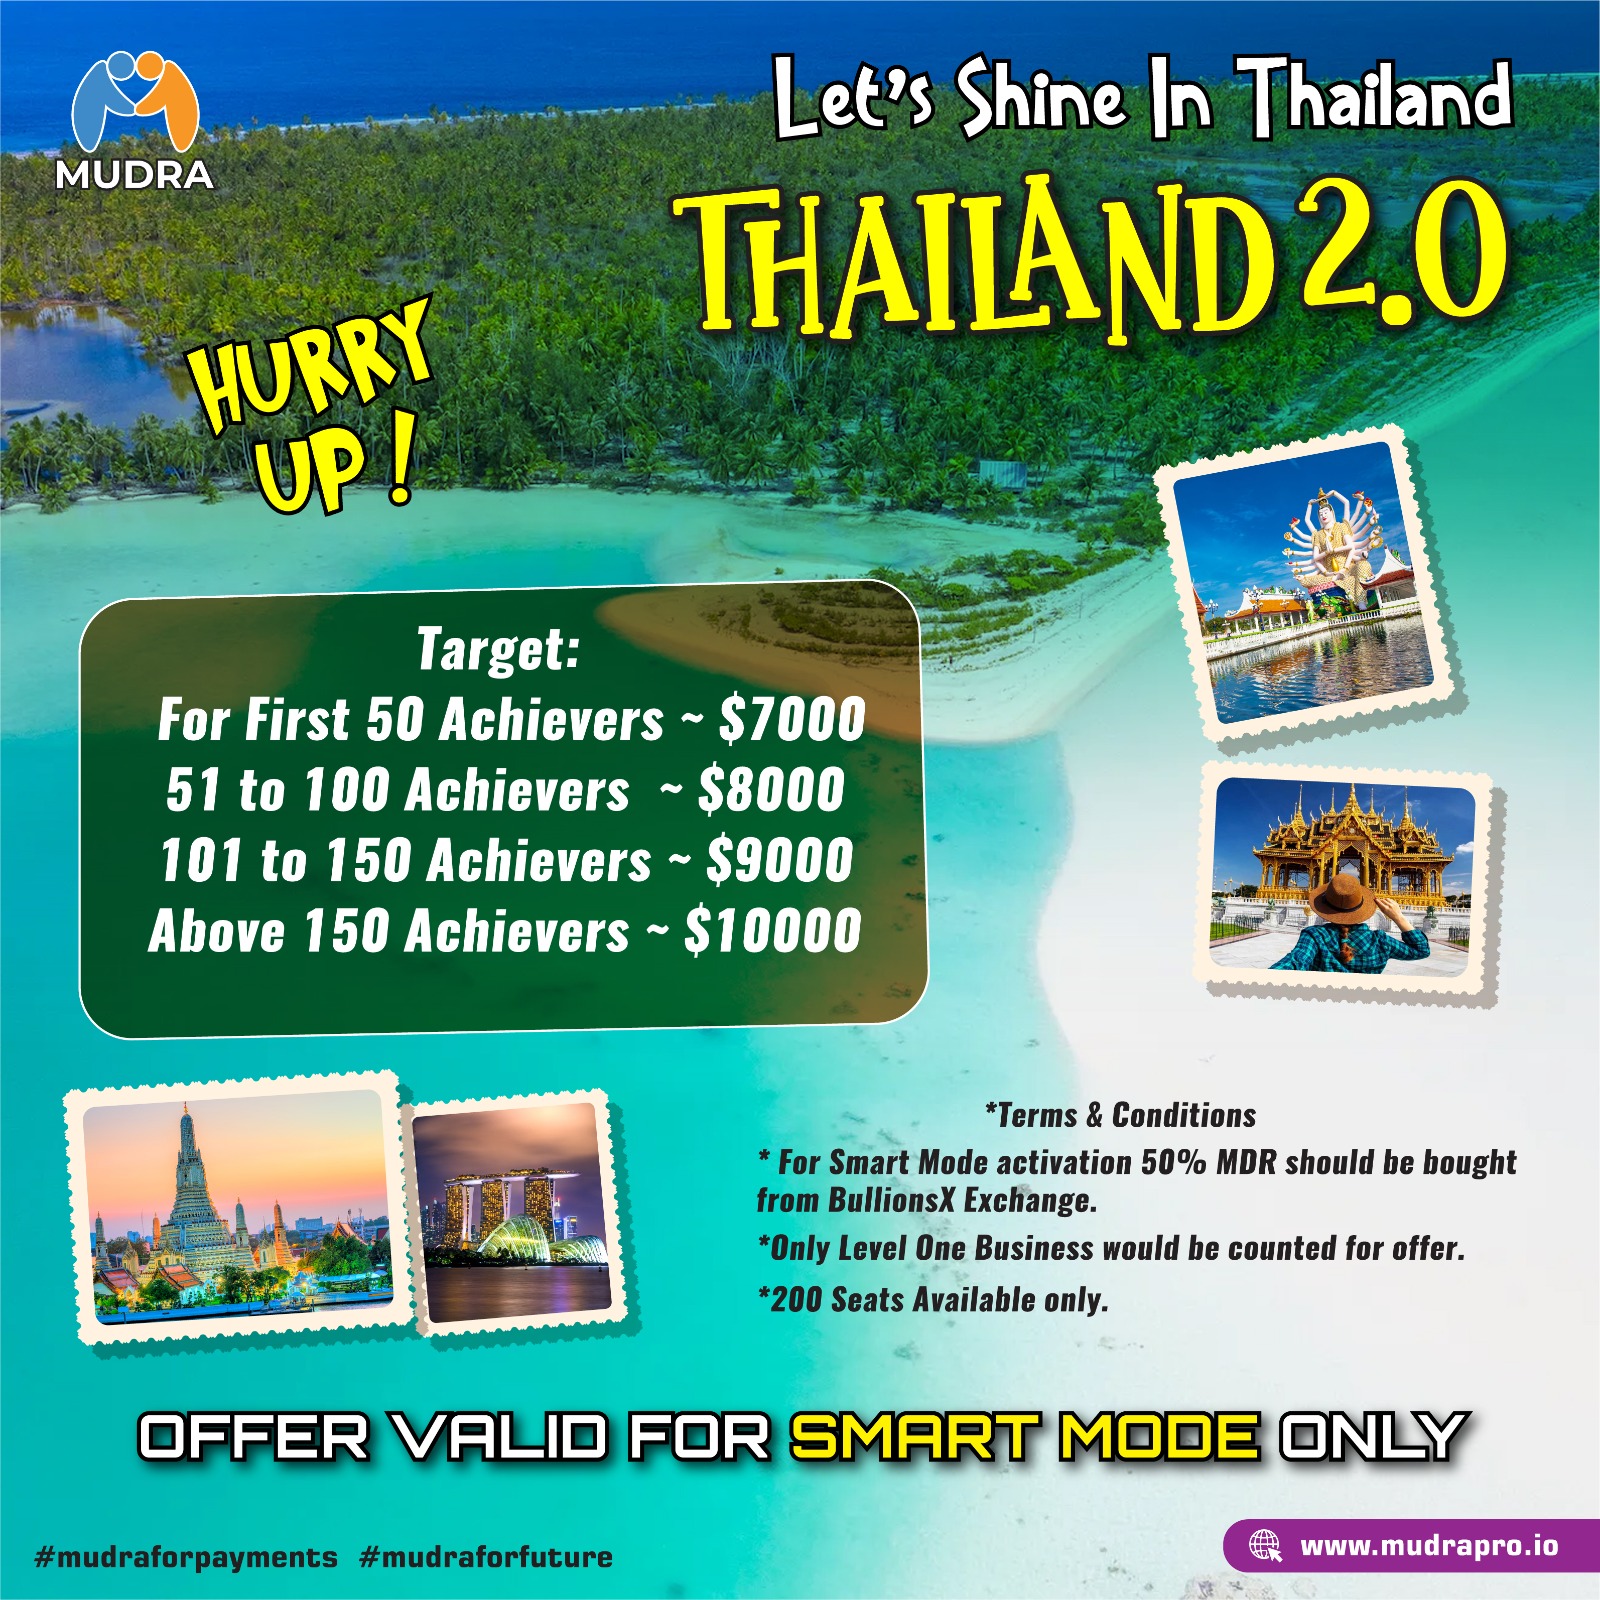 MUDRA
Let's Shine In Thailand
THAILAND 2.0
HURRY
UP !
Target:
For First 50 Achievers ~ $7000
51 to 100 Achievers ~ $8000
101 to 150 Achievers ~ $9000
Above 150 Achievers ~ $10000
*Terms & Conditions
* For Smart Mode activation 50% MDR should be bought
from BullionsX Exchange.
*Only Level One Business would be counted for offer.
*200 Seats Available only.
OFFER VALID FOR SMART MODE ONLY
#mudraforpayments #mudraforfuture
www.mudrapro.io